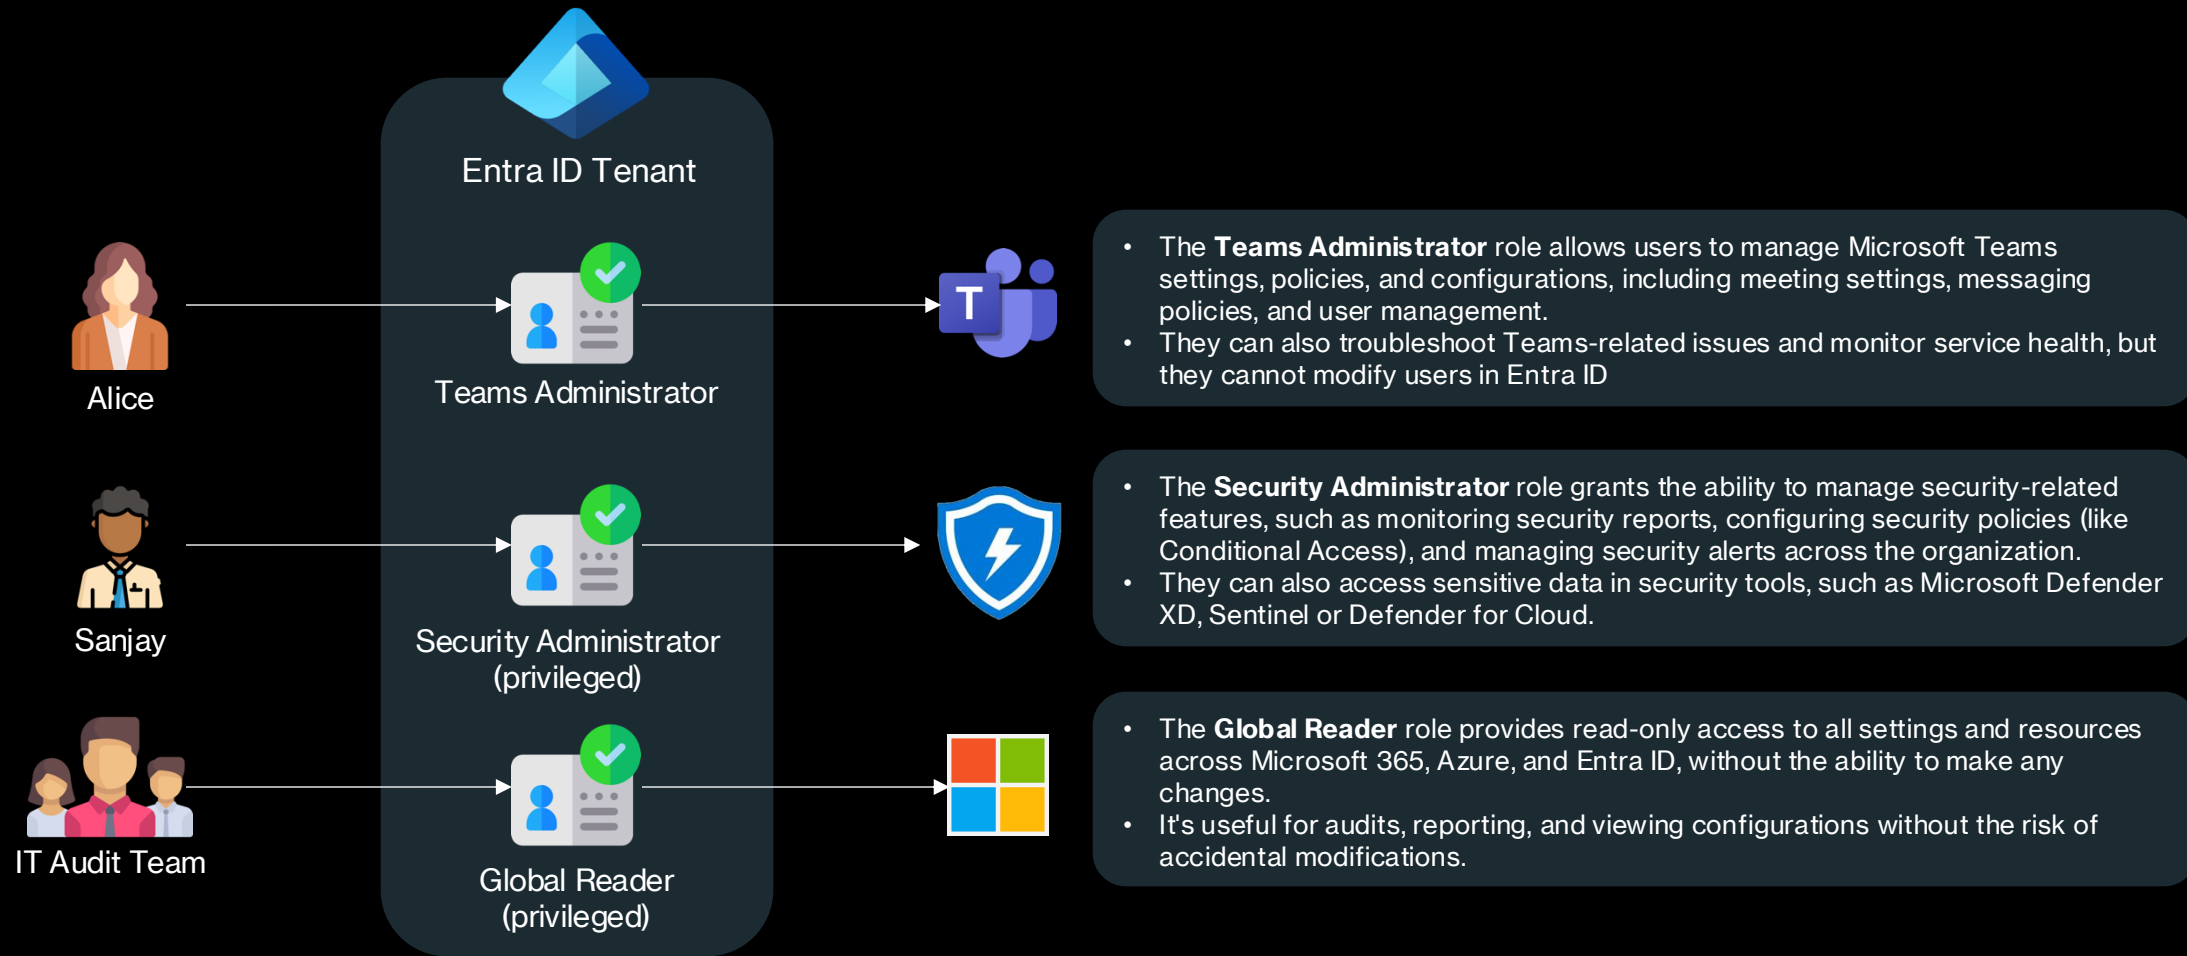 Entra ID Tenant
Alice
Teams Administrator
T
• The Teams Administrator role allows users to manage Microsoft Teams
settings, policies, and configurations, including meeting settings, messaging
policies, and user management.
• They can also troubleshoot Teams-related issues and monitor service health, but
they cannot modify users in Entra ID
Sanjay
Security Administrator
(privileged)
• The Security Administrator role grants the ability to manage security-related
features, such as monitoring security reports, configuring security policies (like
Conditional Access), and managing security alerts across the organization.
• They can also access sensitive data in security tools, such as Microsoft Defender
XD, Sentinel or Defender for Cloud.
IT Audit Team
Global Reader
(privileged)
• The Global Reader role provides read-only access to all settings and resources
across Microsoft 365, Azure, and Entra ID, without the ability to make any
changes.
• It's useful for audits, reporting, and viewing configurations without the risk of
accidental modifications.